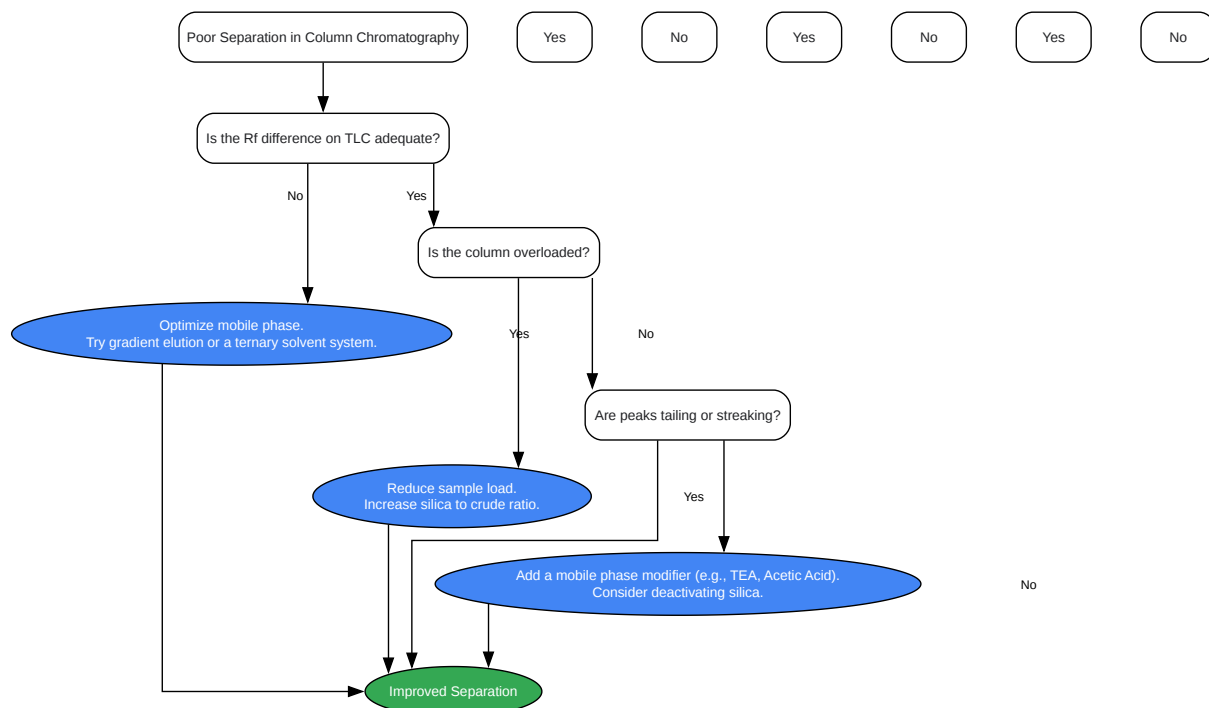 Poor Separation in Column Chromatography
Yes
No
Yes
No
Yes
No
Is the Rf difference on TLC adequate?
No
Yes
Is the column overloaded?
Optimize mobile phase.
Try gradient elution or a ternary solvent system.
Yes
No
Are peaks tailing or streaking?
Reduce sample load.
Increase silica to crude ratio.
Yes
Add a mobile phase modifier (e.g., TEA, Acetic Acid).
Consider deactivating silica.
No
Improved Separation